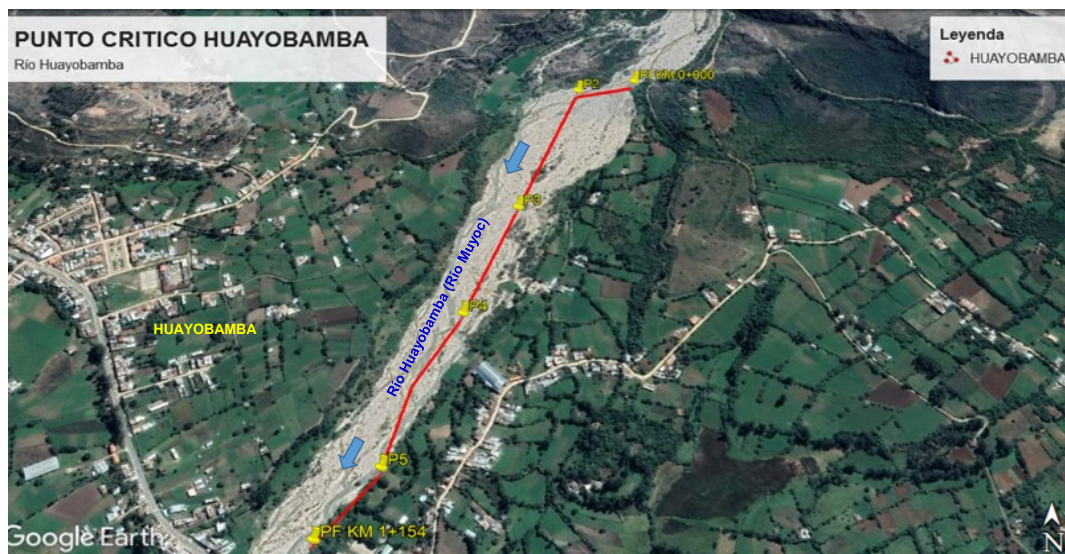 PUNTO CRITICO HUAYOBAMBA
Río Huayobamba
Leyenda
HUAYOBAMBA
PI KM 0+000
P2
P3
Río Huayobamba (Río Muyoc)
P4
HUAYOBAMBA
P5
PF KM 1+154
Google Earth
N